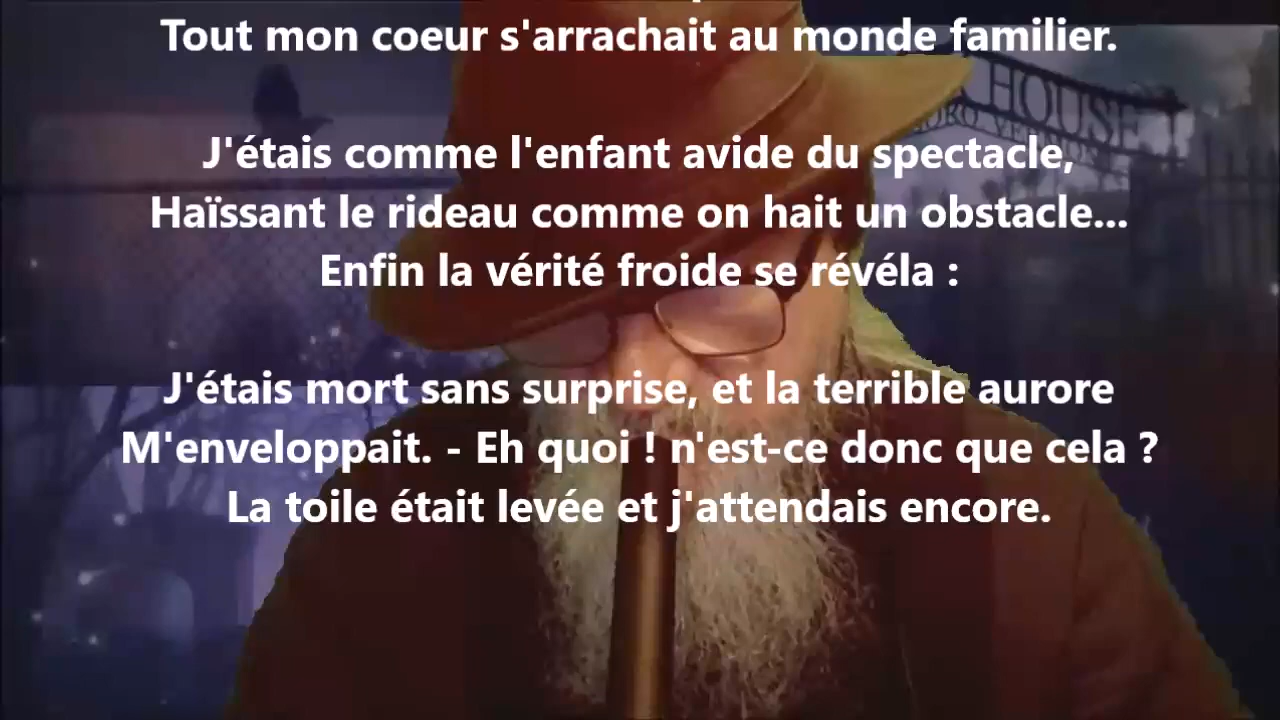 Tout mon coeur s'arrachait au monde familier.
J'étais comme l'enfant avide du spectacle,
Haïssant le rideau comme on hait un obstacle...
Enfin la vérité froide se révéla :
J'étais mort sans surprise, et la terrible aurore
M'enveloppait. - Eh quoi ! n'est-ce donc que cela ?
La toile était levée et j'attendais encore.
HOUSE